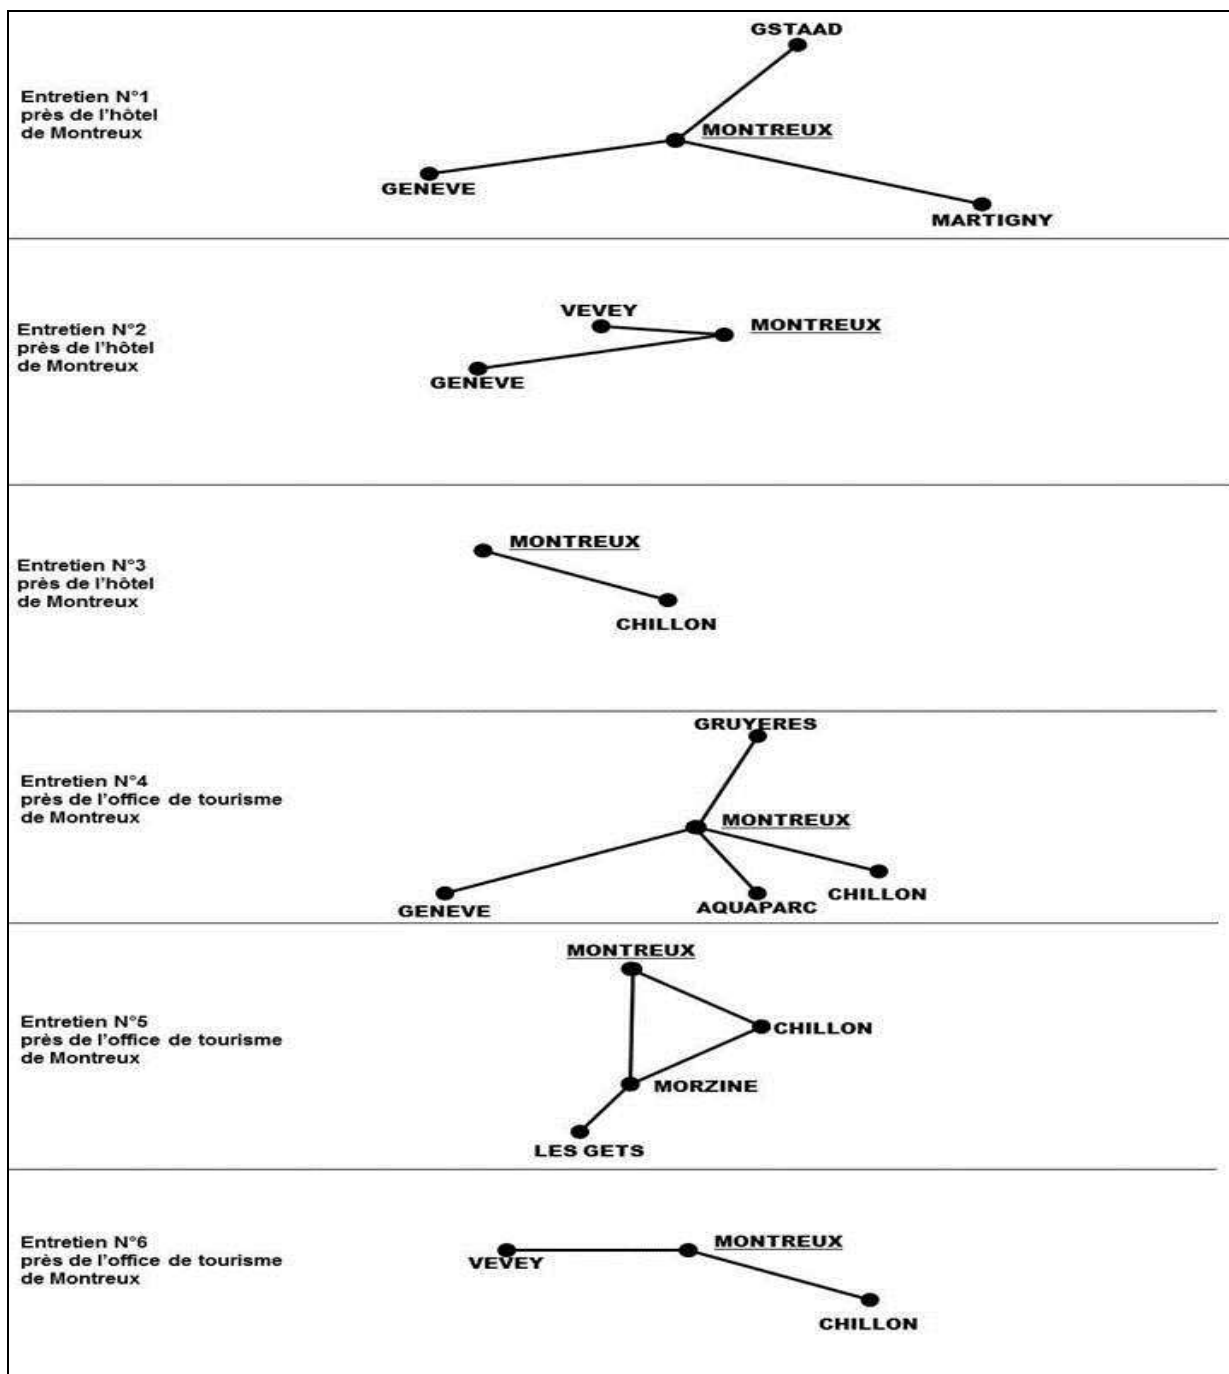 GSTAAD
Entretien N°1
près de l'hôtel
de Montreux
MONTREUX
GENEVE
MARTIGNY
Entretien N°2
près de l'hôtel
de Montreux
VEVEY
MONTREUX
GENEVE
Entretien N°3
près de l'hôtel
de Montreux
MONTREUX
CHILLON
GRUYERES
Entretien N°4
près de l'office de tourisme
de Montreux
MONTREUX
CHILLON
GENEVE
AQUAPARC
MONTREUX
Entretien N°5
près de l'office de tourisme
de Montreux
CHILLON
MORZINE
LES GETS
Entretien N°6
près de l'office de tourisme
de Montreux
MONTREUX
VEVEY
CHILLON